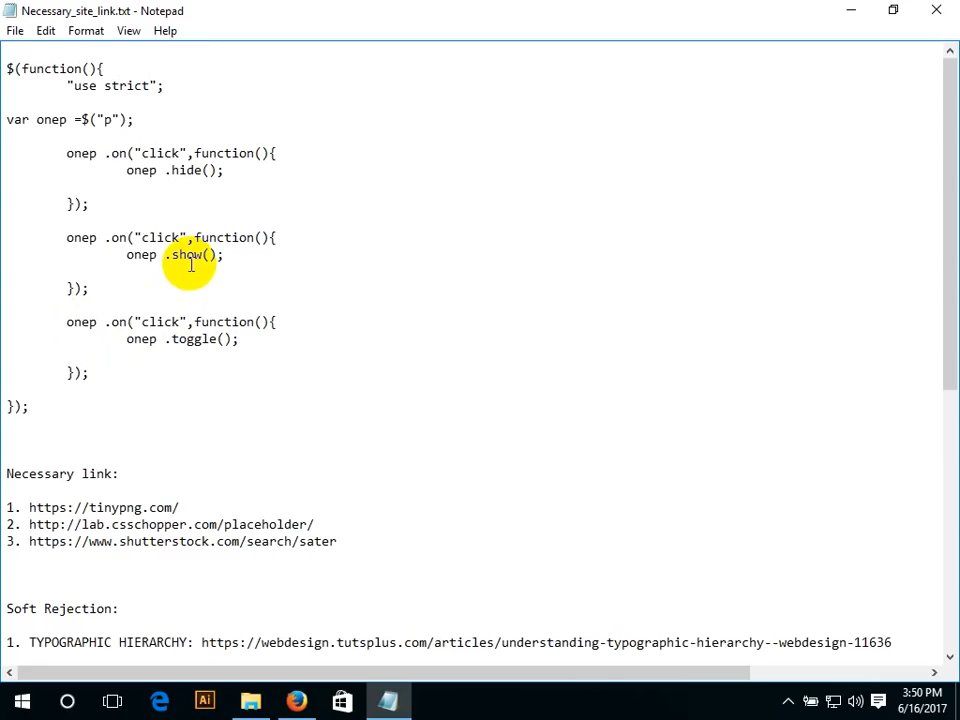 Necessary_site_link.txt - Notepad
File Edit Format View Help
$(function(){
"use strict";
var onep =$("p");
onep .on("click",function(){
onep .hide();
});
onep .on("click",function(){
onep .show();
});
onep .on("click",function(){
onep .toggle();
});
});
Necessary link:
1. https://tinypng.com/
2. http://lab.csschopper.com/placeholder/
3. https://www.shutterstock.com/search/sater
Soft Rejection:
1. TYPOGRAPHIC HIERARCHY: https://webdesign.tutsplus.com/articles/understanding-typographic-hierarchy--webdesign-11636
Ai
3:50 PM
6/16/2017